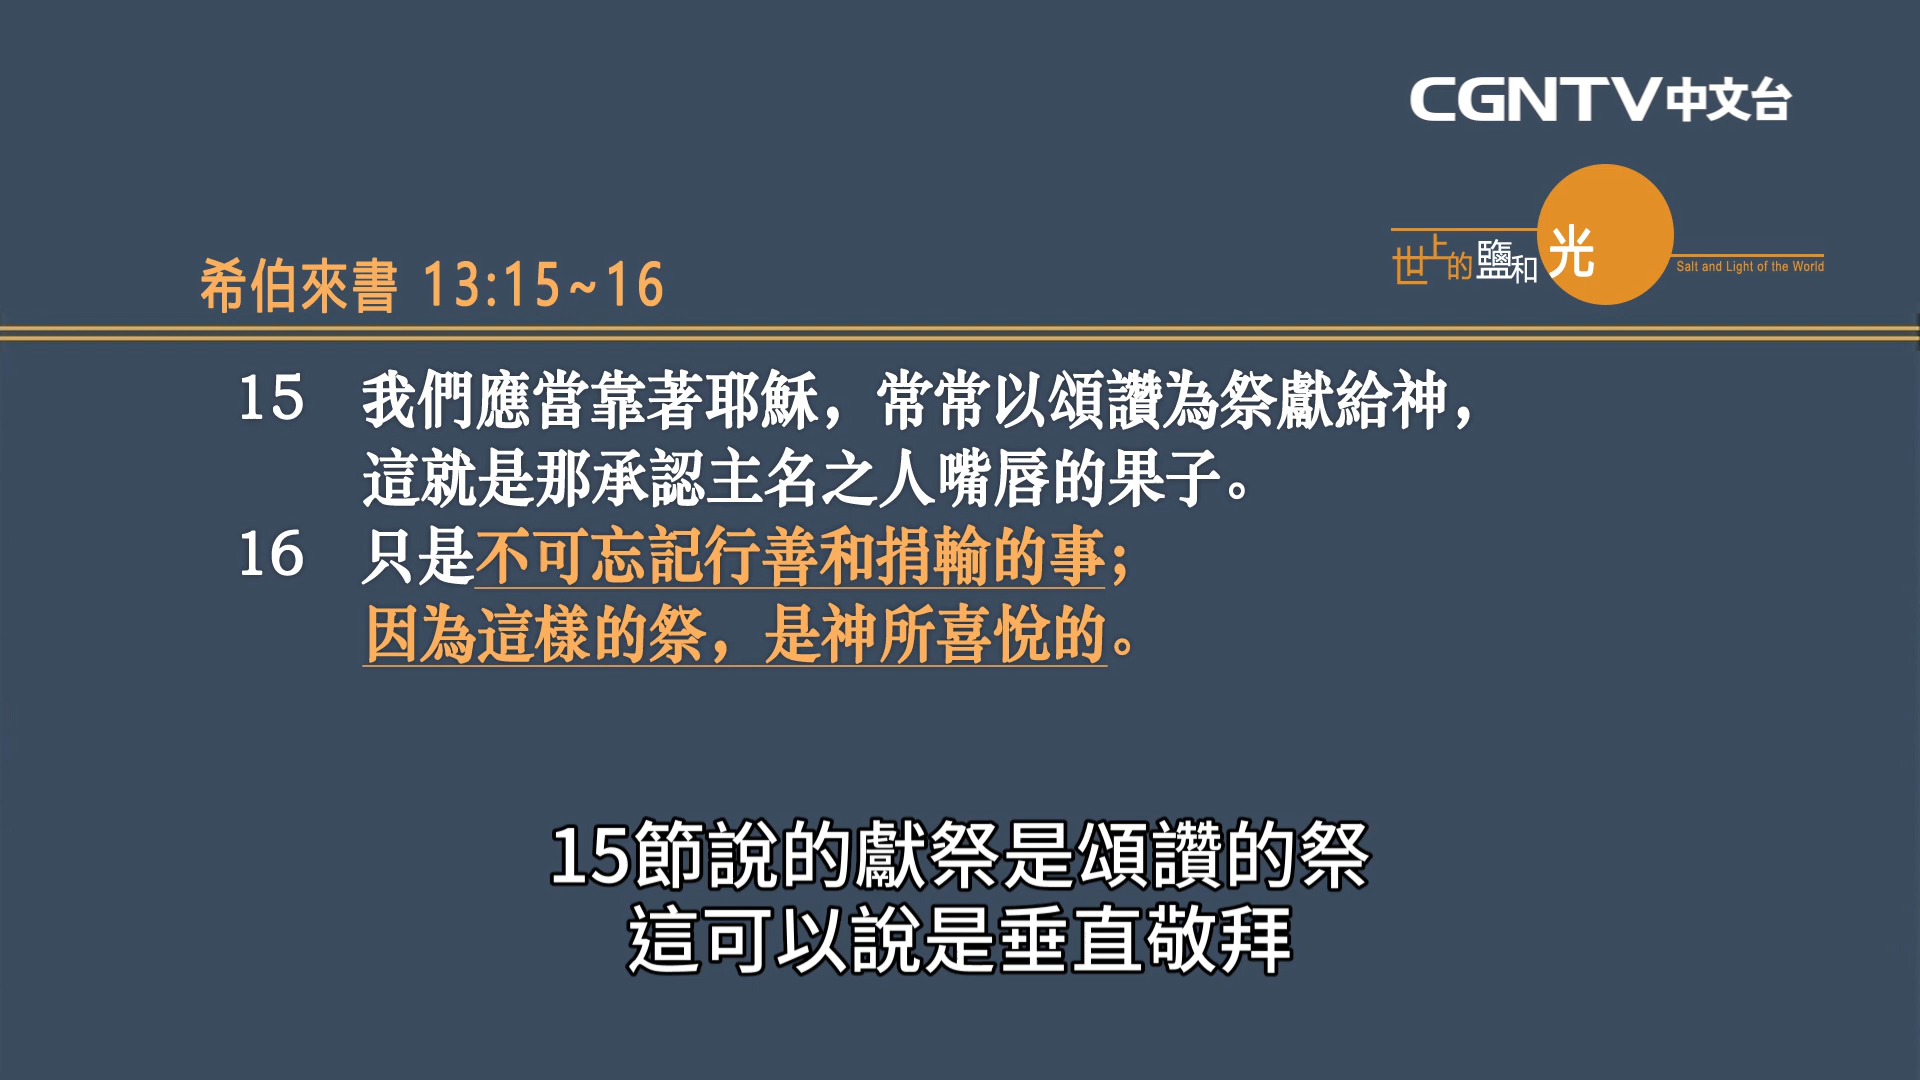 CGNTV中文台
世上的鹽和光
Salt and Light of the World
希伯來書 13:15~16
15 我們應當靠著耶穌，常常以頌讚為祭獻給神，
這就是那承認主名之人嘴唇的果子。
16 只是不可忘記行善和捐輸的事；
因為這樣的祭，是神所喜悅的。
15節說的獻祭是頌讚的祭
這可以說是垂直敬拜